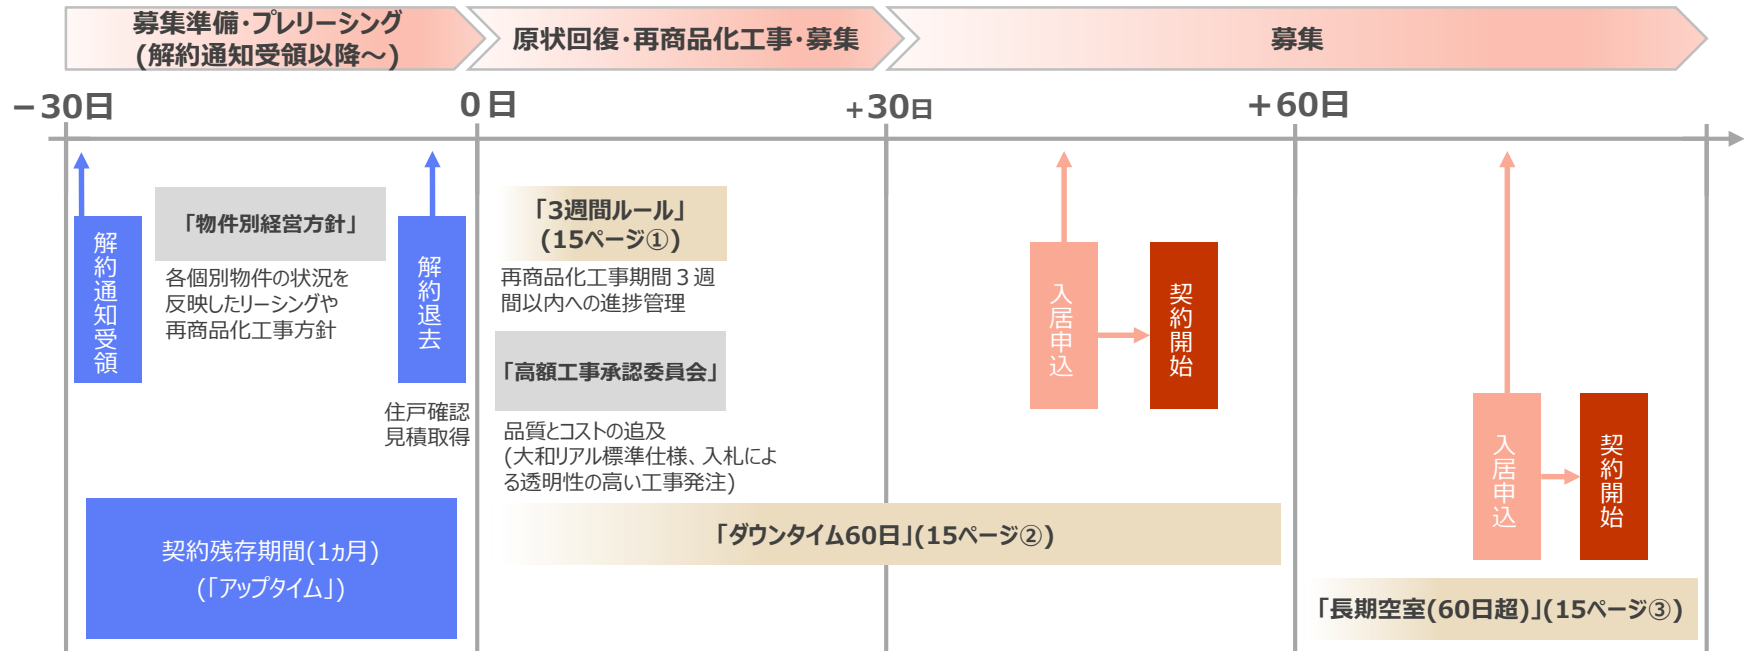 募集準備・プレリーシング
(解約通知受領以降～)
原状回復・再商品化工事・募集
募集
－30日
0日
+30日
+60日
解約通知受領
「物件別経営方針」
各個別物件の状況を
反映したリーシングや
再商品化工事方針
解約退去
住戸確認
見積取得
契約残存期間(1ヵ月)
(「アップタイム」)
「3週間ルール」
(15ページ①)
再商品化工事期間３週
間以内への進捗管理
「高額工事承認委員会」
品質とコストの追及
(大和リアル標準仕様、入札によ
る透明性の高い工事発注)
「ダウンタイム60日」(15ページ②)
入居申込
契約開始
入居申込
契約開始
「長期空室(60日超)」(15ページ③)